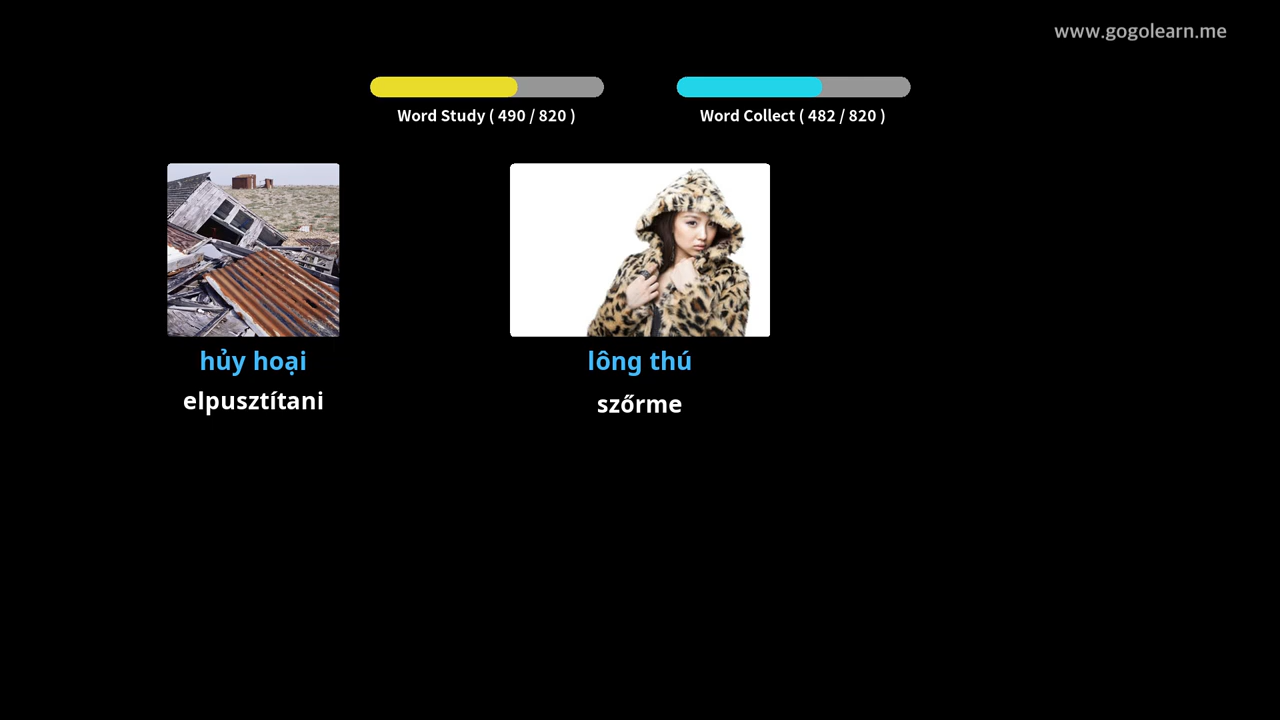 www.gogolearn.me
Word Study ( 490 / 820 )
Word Collect ( 482 / 820 )
hủy hoại
elpusztítani
lông thú
szőrme